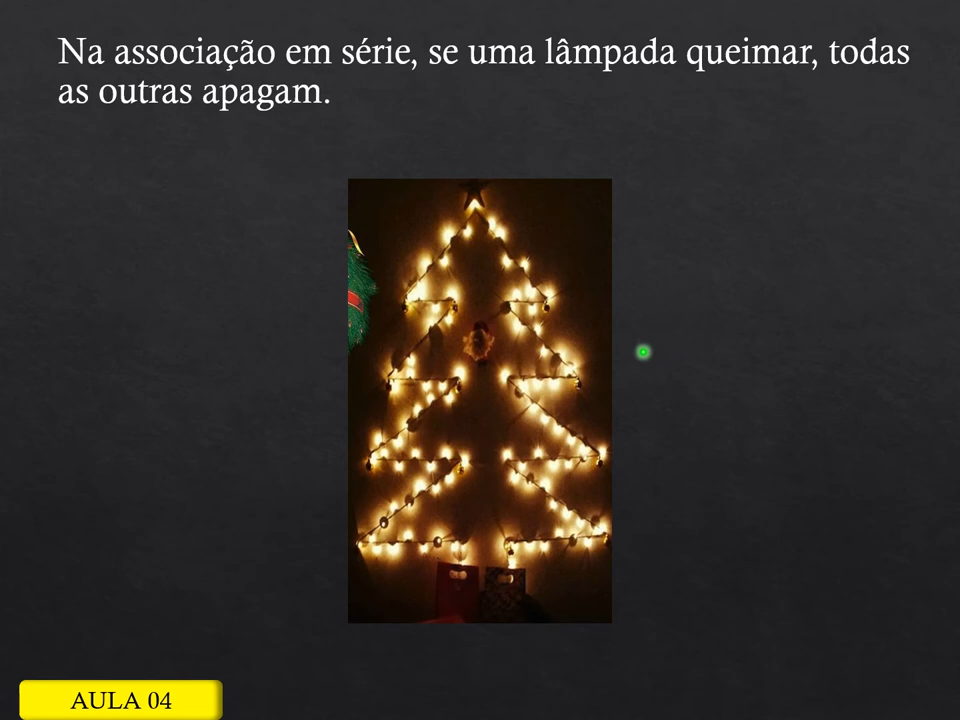 Na associação em série, se uma lâmpada queimar, todas
as outras apagam.
AULA 04